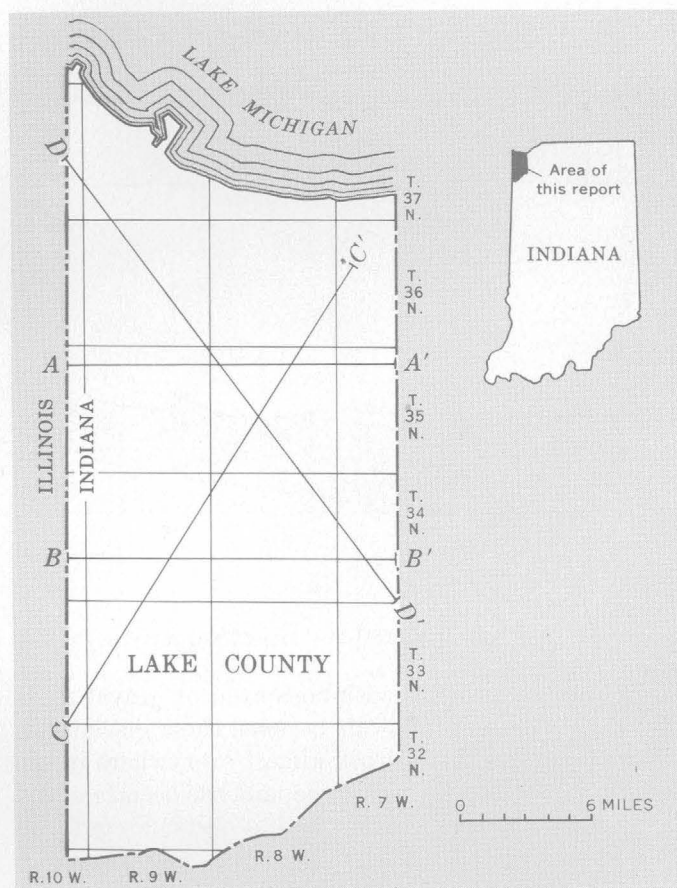 LAKE MICHIGAN
D
T.
37
N.
Area of
this report
INDIANA
C'
T.
36
N.
A
A'
T.
35
N.
ILLINOIS
INDIANA
T.
34
N.
B
B'
D'
LAKE COUNTY
T.
33
N.
C
T.
32
N.
R. 7 W.
0 6 MILES
R. 8 W.
R. 10 W. R. 9 W.